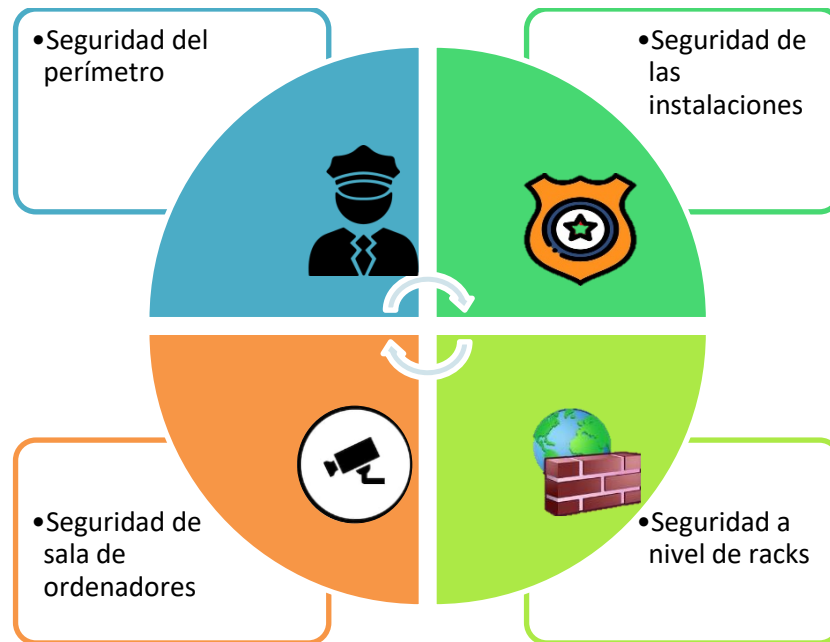 •Seguridad del
perímetro
•Seguridad de
las
instalaciones
•Seguridad de
sala de
ordenadores
•Seguridad a
nivel de racks